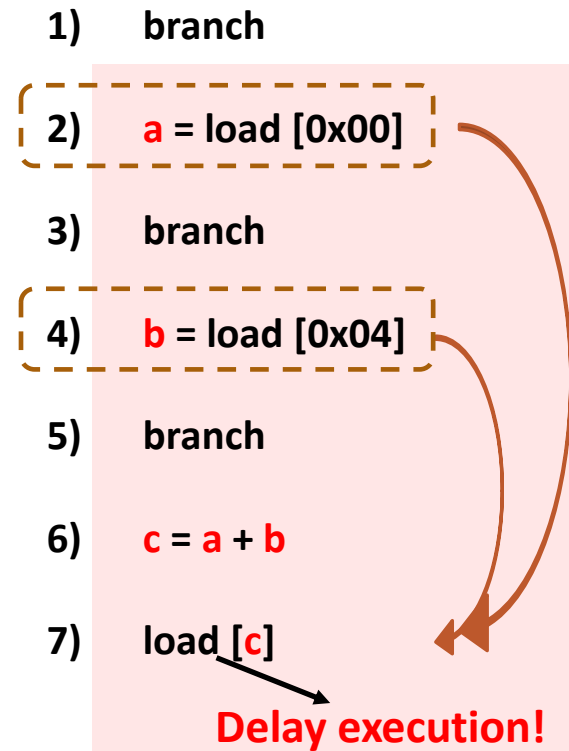 1) branch
2) a = load [0x00]
3) branch
4) b = load [0x04]
5) branch
6) c = a + b
7) load [c]
Delay execution!